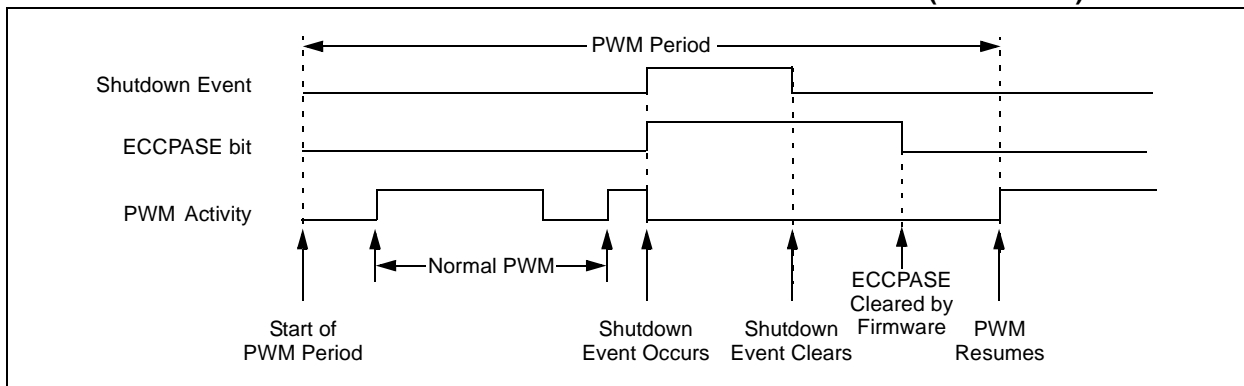 PWM Period
Shutdown Event
ECCPASE bit
PWM Activity
Normal PWM
Start of
PWM Period
Shutdown
Event Occurs
Shutdown
Event Clears
ECCPASE
Cleared by
Firmware
PWM
Resumes